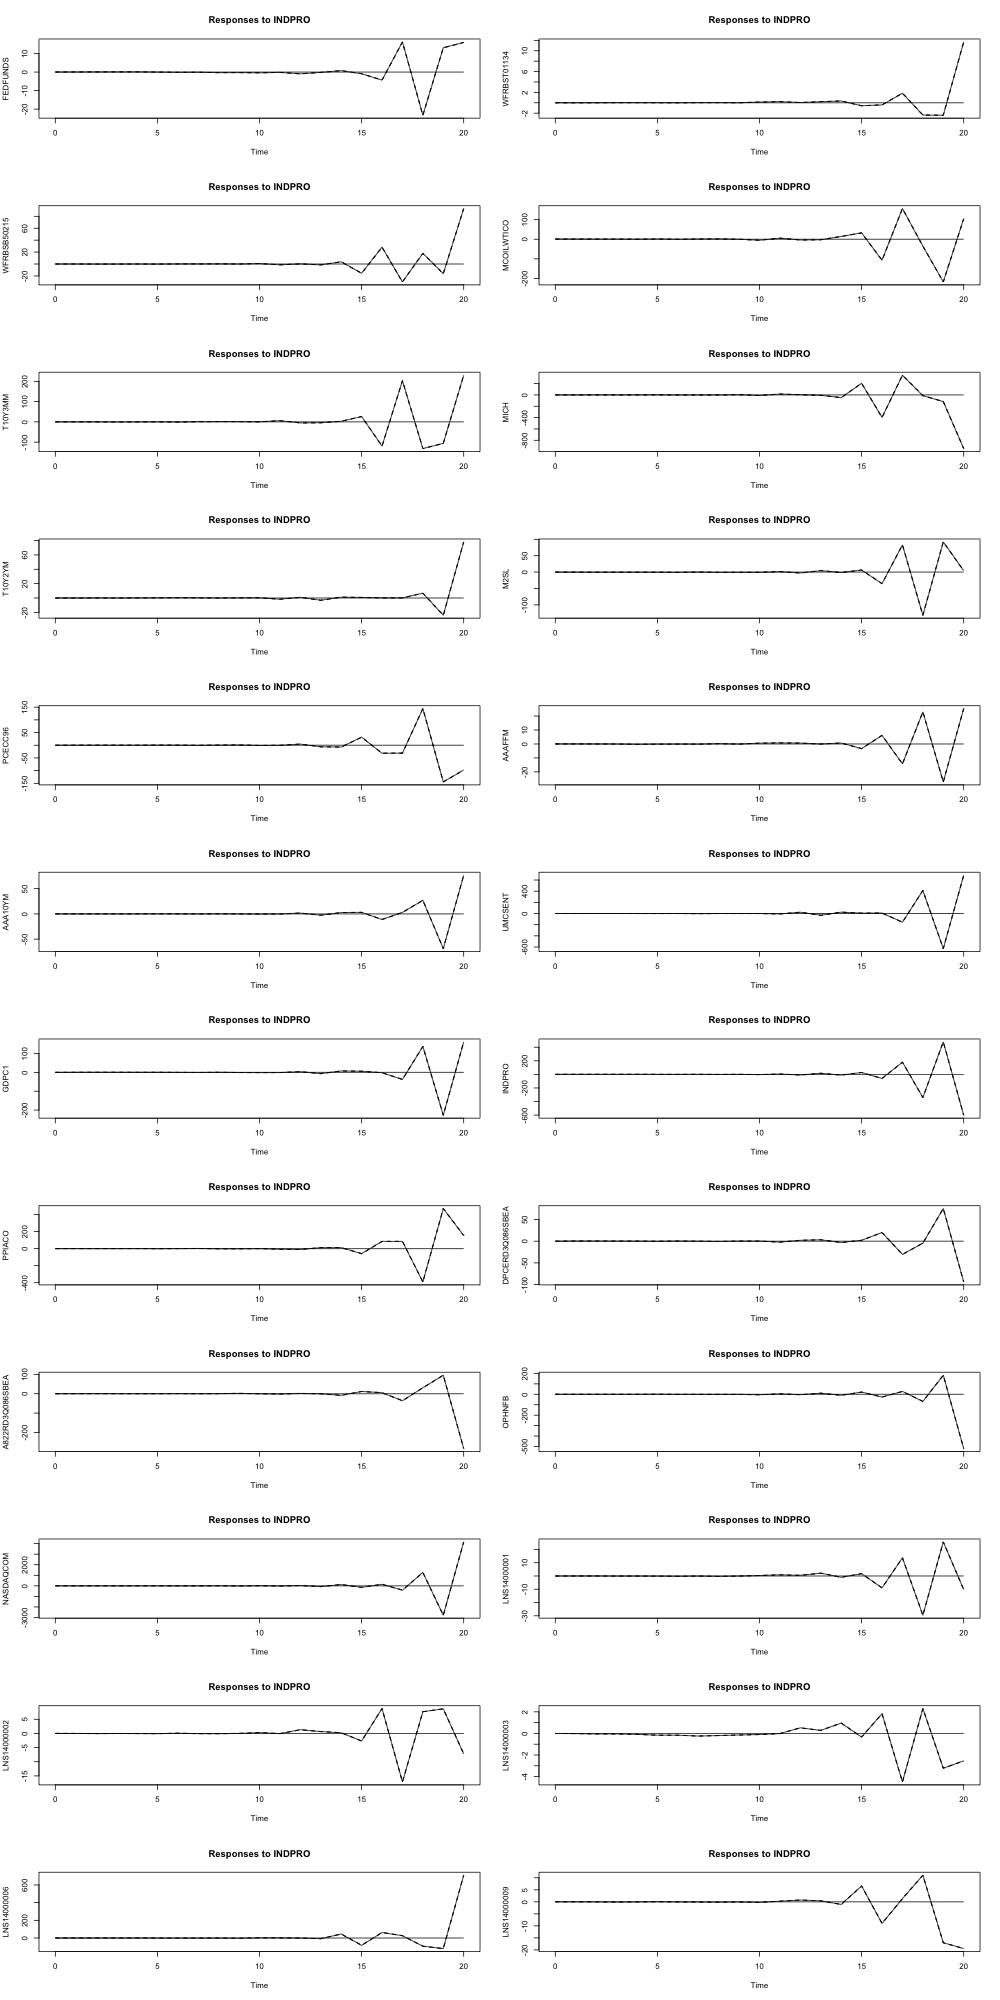 Responses to INDPRO Responses to INDPRO
FEDFUNDS -20 -10 0 10 WFRBST01134 -2 2 6 10
0 5 10 15 20 0 5 10 15 20
Time Time
Responses to INDPRO Responses to INDPRO
WFRBSB50215 -20 20 60 MCOILWTICO -200 0 100
0 5 10 15 20 0 5 10 15 20
Time Time
Responses to INDPRO Responses to INDPRO
T10Y3MM -100 0 100 200 MICH -800 -400 0
0 5 10 15 20 0 5 10 15 20
Time Time
Responses to INDPRO Responses to INDPRO
T10Y2YM -20 20 60 M2SL -100 0 50
0 5 10 15 20 0 5 10 15 20
Time Time
Responses to INDPRO Responses to INDPRO
PCECC96 -150 -50 50 150 AAAFFM -20 0 10
0 5 10 15 20 0 5 10 15 20
Time Time
Responses to INDPRO Responses to INDPRO
AAA10YM -50 0 50 UMCSENT -600 0 400
0 5 10 15 20 0 5 10 15 20
Time Time
Responses to INDPRO Responses to INDPRO
GDPC1 -200 0 100 INDPRO -600 -200 200
0 5 10 15 20 0 5 10 15 20
Time Time
Responses to INDPRO Responses to INDPRO
PPIACO -400 0 200 DPCERD3Q086SBEA -100 -50 0 50
0 5 10 15 20 0 5 10 15 20
Time Time
Responses to INDPRO Responses to INDPRO
A822RD3Q086SBEA -200 0 100 OPHNFB -500 -200 0 200
0 5 10 15 20 0 5 10 15 20
Time Time
Responses to INDPRO Responses to INDPRO
NASDAQCOM -3000 0 2000 LNS14000001 -30 -10 10
0 5 10 15 20 0 5 10 15 20
Time Time
Responses to INDPRO Responses to INDPRO
LNS14000002 -15 -5 0 5 LNS14000003 -4 -2 0 2
0 5 10 15 20 0 5 10 15 20
Time Time
Responses to INDPRO Responses to INDPRO
LNS14000006 0 200 600 LNS14000009 -20 -10 0 5
0 5 10 15 20 0 5 10 15 20
Time Time